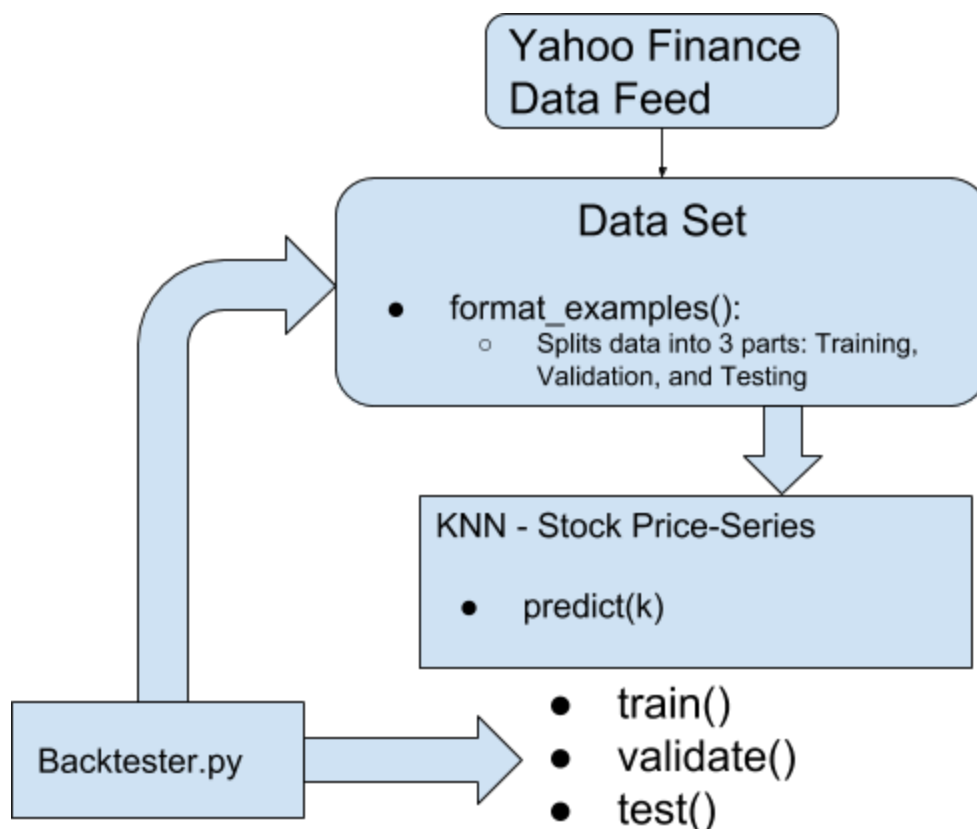 Yahoo Finance
Data Feed
Data Set
● format_examples():
○ Splits data into 3 parts: Training,
Validation, and Testing
KNN - Stock Price-Series
● predict(k)
Backtester.py
● train()
● validate()
● test()